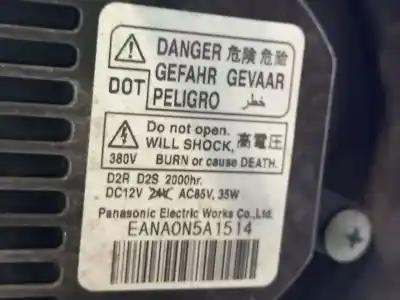 DANGER 危険 危险
DOT GEFAHR GEVAAR
PELIGRO خطر
Do not open.
WILL SHOCK, 高電圧
380V BURN or cause DEATH.
D2R D2S 2000hr.
DC12V 24V AC85V, 35W
Panasonic Electric Works Co., Ltd.
EANA0N5A1514